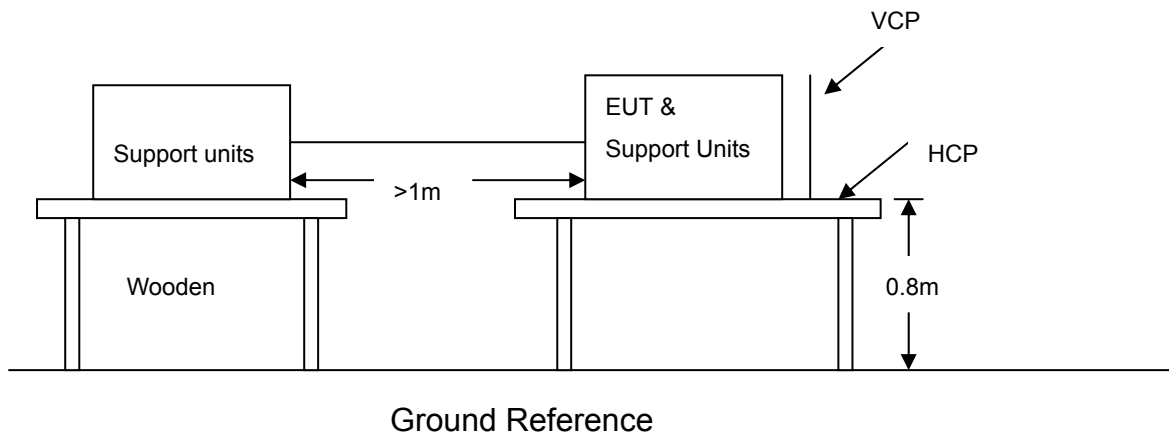 VCP
EUT &
Support Units
Support units
HCP
>1m
Wooden
0.8m
Ground Reference